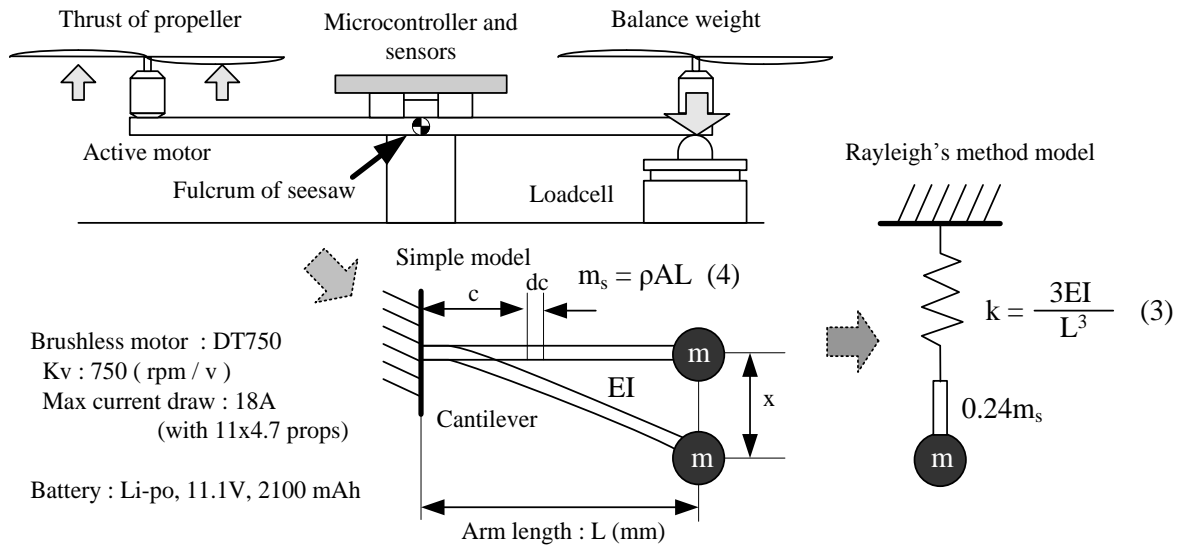 Thrust of propeller
Microcontroller and
sensors
Balance weight
Active motor
Fulcrum of seesaw
Loadcell
Rayleigh's method model
Simple model
c
dc
m_s = ρAL (4)
Brushless motor : DT750
Kv : 750 ( rpm / v )
Max current draw : 18A
(with 11x4.7 props)
Battery : Li-po, 11.1V, 2100 mAh
m
EI
x
Cantilever
m
Arm length : L (mm)
k = 3EI / L^3 (3)
0.24m_s
m